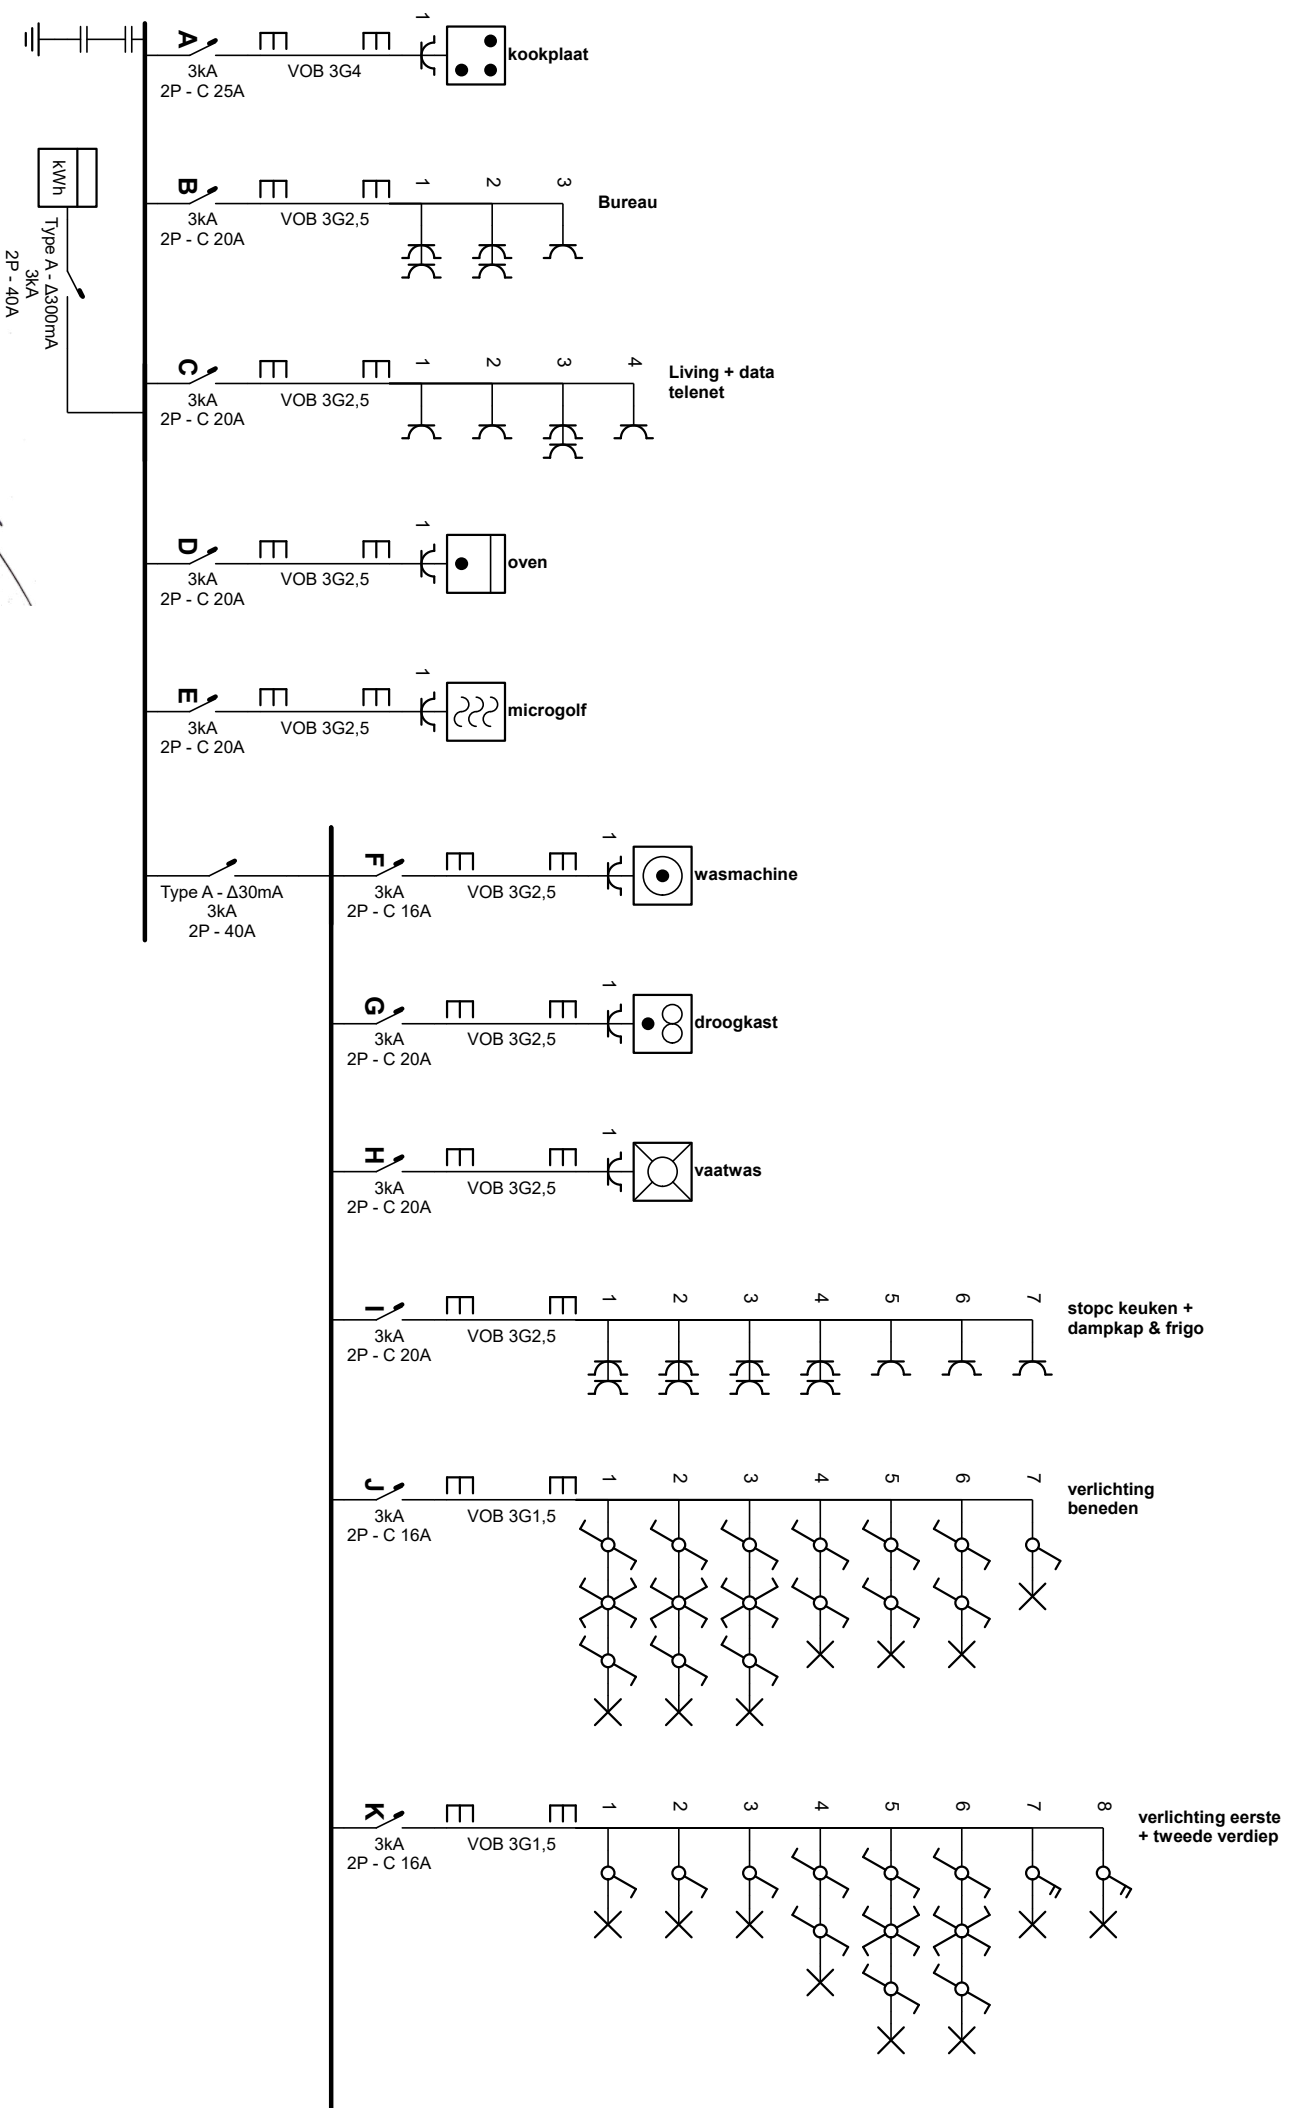 A
3kA
2P - C 25A
VOB 3G4
1
kookplaat
kWh
Type A - Δ300mA
3kA
2P - 40A
B
3kA
2P - C 20A
VOB 3G2,5
1
2
3
Bureau
C
3kA
2P - C 20A
VOB 3G2,5
1
2
3
4
Living + data
telenet
D
3kA
2P - C 20A
VOB 3G2,5
1
oven
E
3kA
2P - C 20A
VOB 3G2,5
1
microgolf
Type A - Δ30mA
3kA
2P - 40A
F
3kA
2P - C 16A
VOB 3G2,5
1
wasmachine
G
3kA
2P - C 20A
VOB 3G2,5
1
droogkast
H
3kA
2P - C 20A
VOB 3G2,5
1
vaatwas
I
3kA
2P - C 20A
VOB 3G2,5
1
2
3
4
5
6
7
stopc keuken +
dampkap & frigo
J
3kA
2P - C 16A
VOB 3G1,5
1
2
3
4
5
6
7
verlichting
beneden
K
3kA
2P - C 16A
VOB 3G1,5
1
2
3
4
5
6
7
8
verlichting eerste
+ tweede verdiep